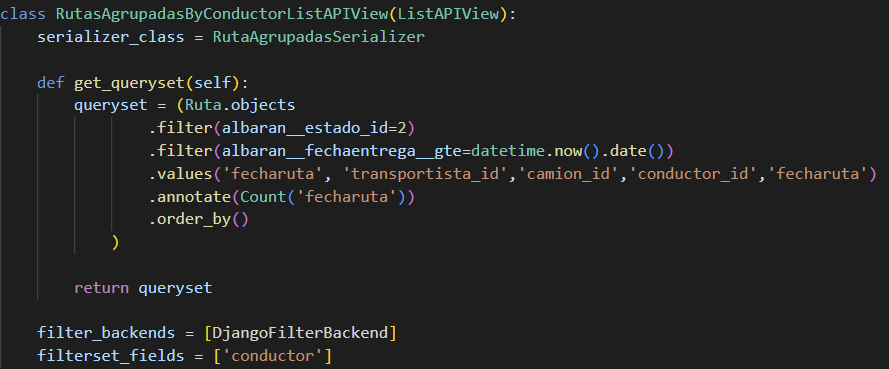 class RutasAgrupadasByConductorListAPIView(ListAPIView):
    serializer_class = RutaAgrupadasSerializer

    def get_queryset(self):
        queryset = (Ruta.objects
                .filter(albaran__estado_id=2)
                .filter(albaran__fechaentrega__gte=datetime.now().date())
                .values('fecharuta', 'transportista_id','camion_id','conductor_id','fecharuta')
                .annotate(Count('fecharuta'))
                .order_by()
            )

        return queryset

    filter_backends = [DjangoFilterBackend]
    filterset_fields = ['conductor']